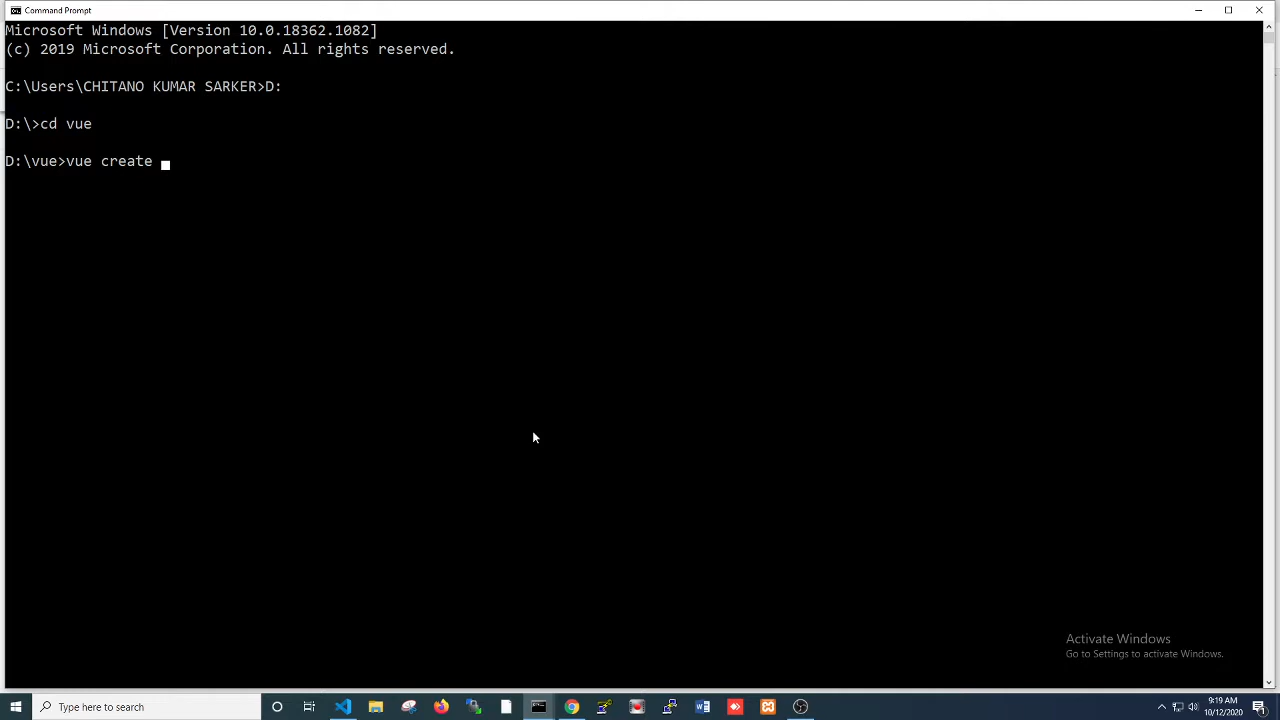 Command Prompt
Microsoft Windows [Version 10.0.18362.1082]
(c) 2019 Microsoft Corporation. All rights reserved.
C:\Users\CHITANO KUMAR SARKER>D:
D:\>cd vue
D:\vue>vue create
Activate Windows
Go to Settings to activate Windows.
Type here to search
9:19 AM
10/12/2020